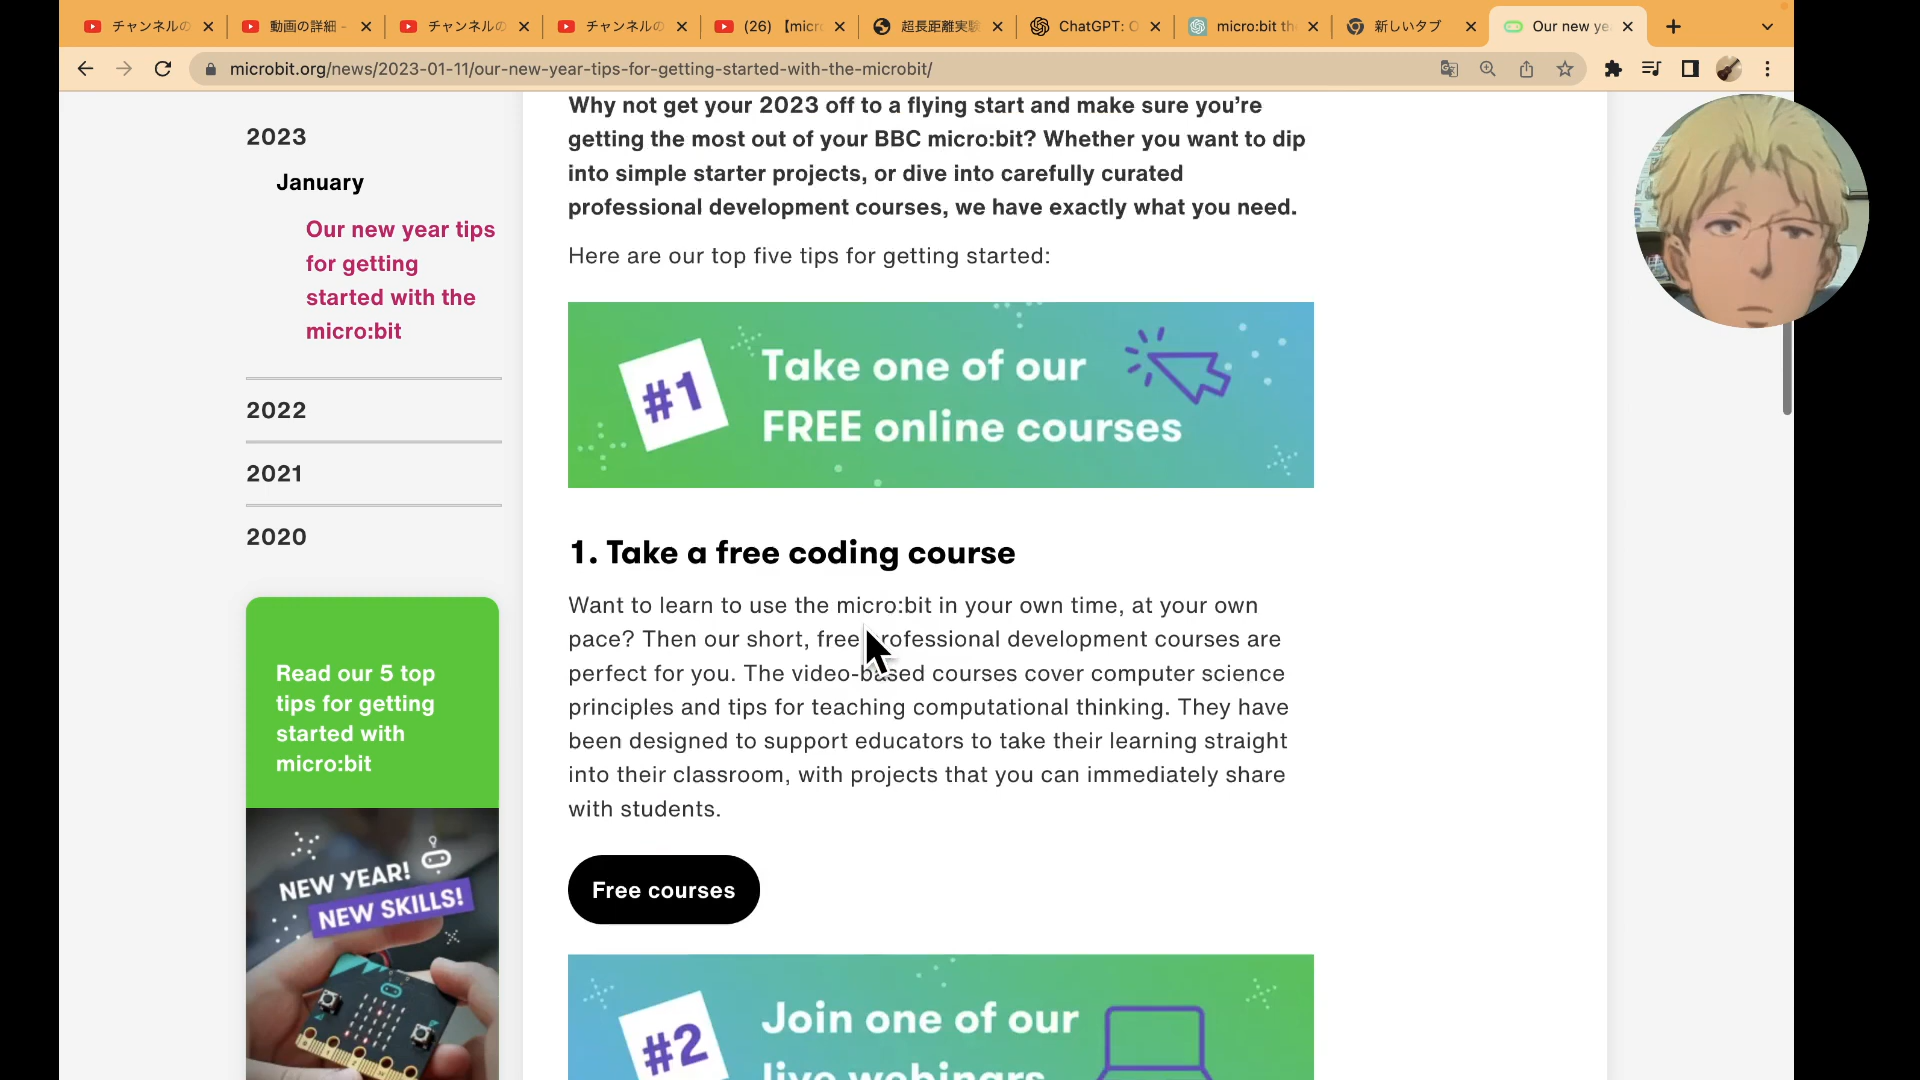 チャンネルの
動画の詳細 -
チャンネルの
チャンネルの
(26) 【micr
超長距離実験
ChatGPT: O
micro:bit the
新しいタブ
Our new ye
microbit.org/news/2023-01-11/our-new-year-tips-for-getting-started-with-the-microbit/
2023
January
Our new year tips
for getting
started with the
micro:bit
2022
2021
2020
Read our 5 top
tips for getting
started with
micro:bit
NEW YEAR!
NEW SKILLS!
Why not get your 2023 off to a flying start and make sure you’re
getting the most out of your BBC micro:bit? Whether you want to dip
into simple starter projects, or dive into carefully curated
professional development courses, we have exactly what you need.
Here are our top five tips for getting started:
#1
Take one of our
FREE online courses
1. Take a free coding course
Want to learn to use the micro:bit in your own time, at your own
pace? Then our short, free professional development courses are
perfect for you. The video-based courses cover computer science
principles and tips for teaching computational thinking. They have
been designed to support educators to take their learning straight
into their classroom, with projects that you can immediately share
with students.
Free courses
#2
Join one of our
live webinars